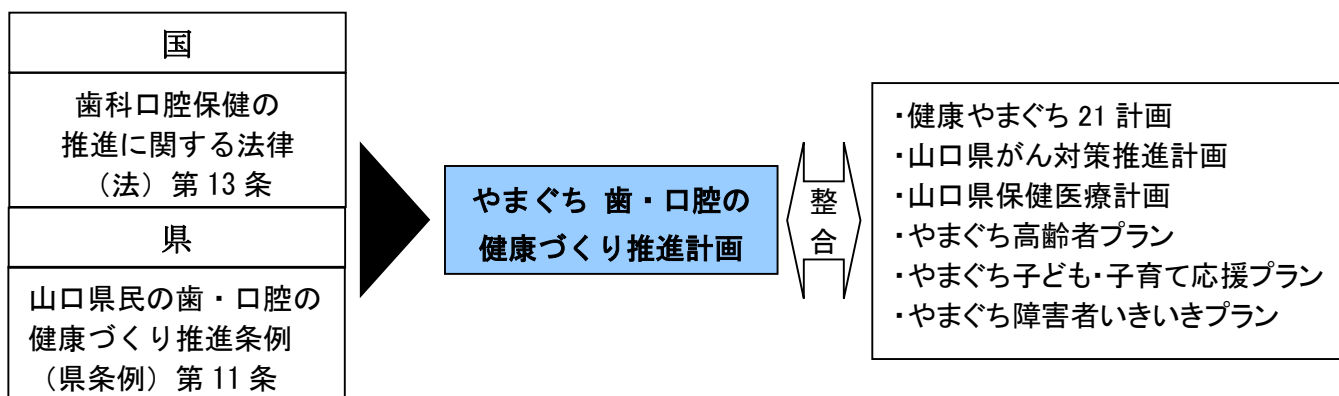 国
歯科口腔保健の
推進に関する法律
（法）第 13 条
県
山口県民の歯・口腔の
健康づくり推進条例
（県条例）第 11 条
やまぐち 歯・口腔の
健康づくり推進計画
整
合
・健康やまぐち 21 計画
・山口県がん対策推進計画
・山口県保健医療計画
・やまぐち高齢者プラン
・やまぐち子ども・子育て応援プラン
・やまぐち障害者いきいきプラン